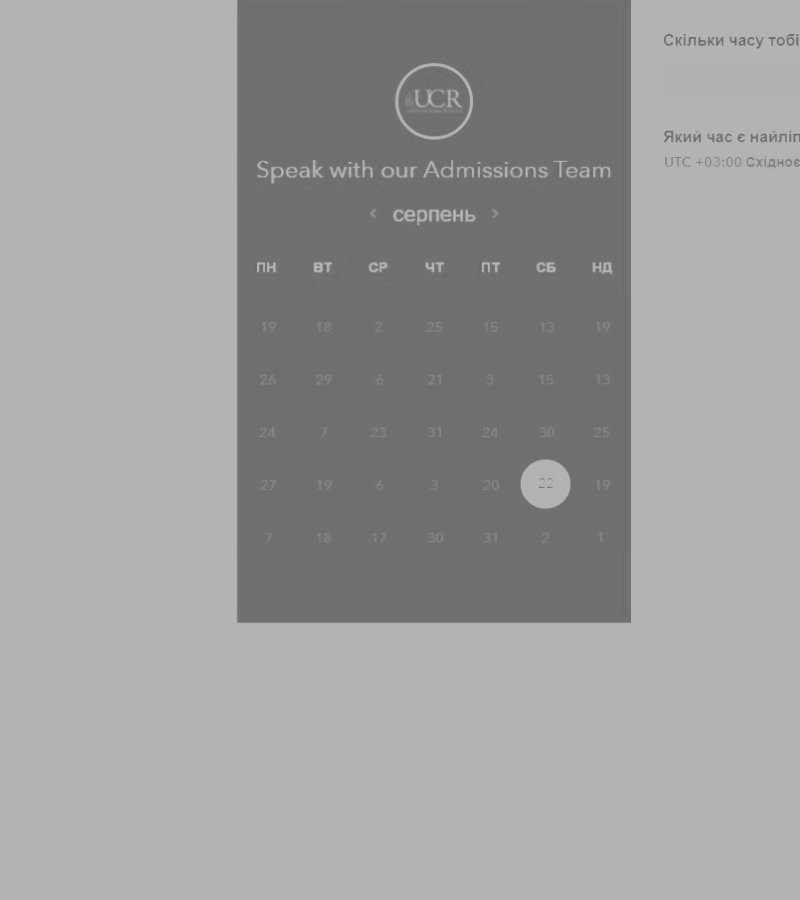 UCR
Speak with our Admissions Team
< серпень >
ПН ВТ СР ЧТ ПТ СБ НД
19 18 2 25 15 13 19
26 29 6 21 3 15 13
24 7 23 31 24 30 25
27 19 6 3 20 22 19
7 18 17 30 31 2 1
Скільки часу тобі
Який час є найліп
UTC +03:00 Східноє